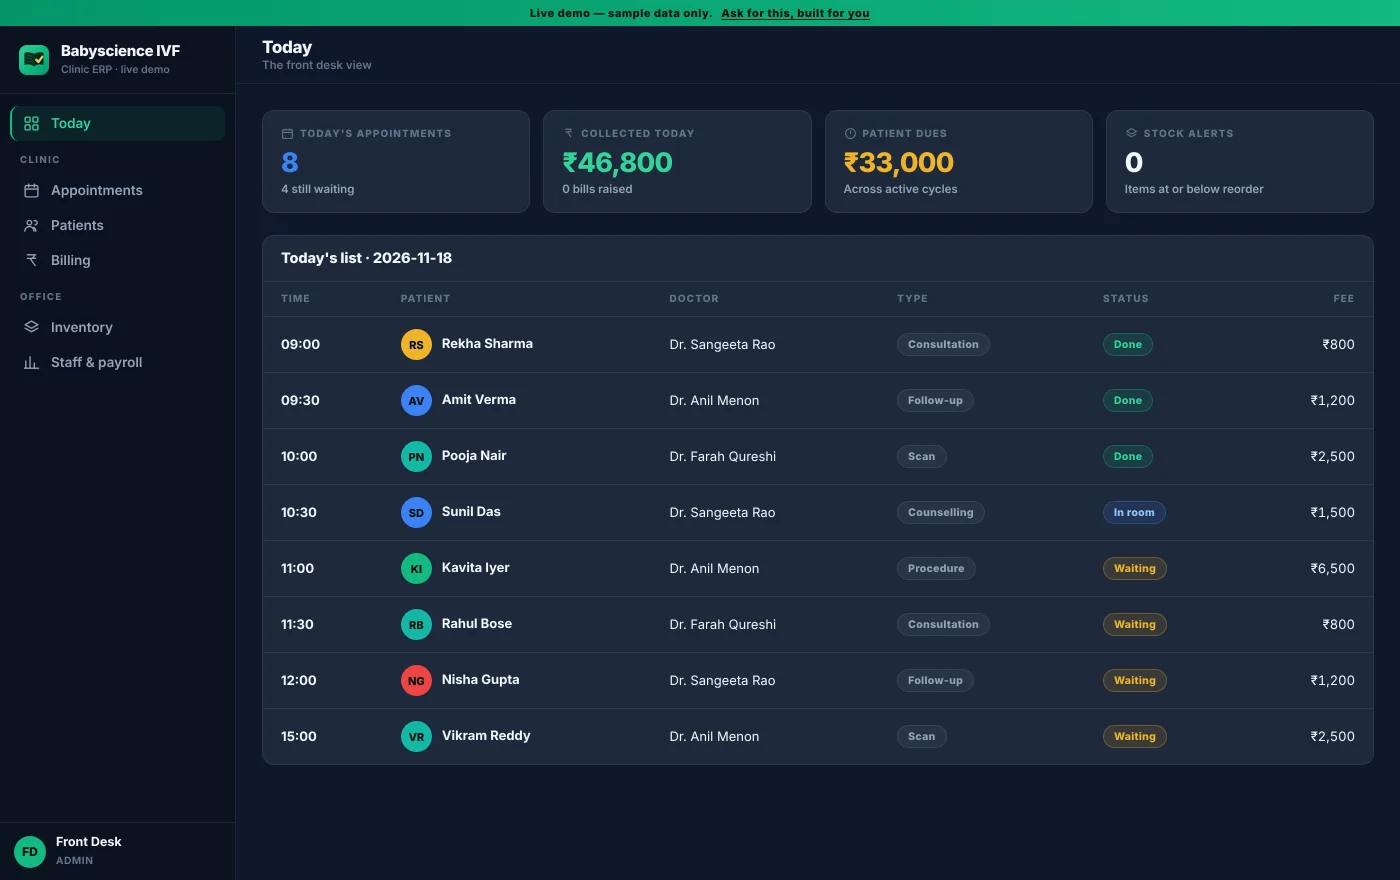 Live demo — sample data only. Ask for this, built for you
Babyscience IVF
Clinic ERP · live demo
Today
CLINIC
Appointments
Patients
Billing
OFFICE
Inventory
Staff & payroll
Front Desk
FD
ADMIN
Today
The front desk view
TODAY'S APPOINTMENTS
8
4 still waiting
₹ COLLECTED TODAY
₹46,800
0 bills raised
PATIENT DUES
₹33,000
Across active cycles
STOCK ALERTS
0
Items at or below reorder
Today's list · 2026-11-18
TIME PATIENT DOCTOR TYPE STATUS FEE
09:00 RS Rekha Sharma Dr. Sangeeta Rao Consultation Done ₹800
09:30 AV Amit Verma Dr. Anil Menon Follow-up Done ₹1,200
10:00 PN Pooja Nair Dr. Farah Qureshi Scan Done ₹2,500
10:30 SD Sunil Das Dr. Sangeeta Rao Counselling In room ₹1,500
11:00 KI Kavita Iyer Dr. Anil Menon Procedure Waiting ₹6,500
11:30 RB Rahul Bose Dr. Farah Qureshi Consultation Waiting ₹800
12:00 NG Nisha Gupta Dr. Sangeeta Rao Follow-up Waiting ₹1,200
15:00 VR Vikram Reddy Dr. Anil Menon Scan Waiting ₹2,500